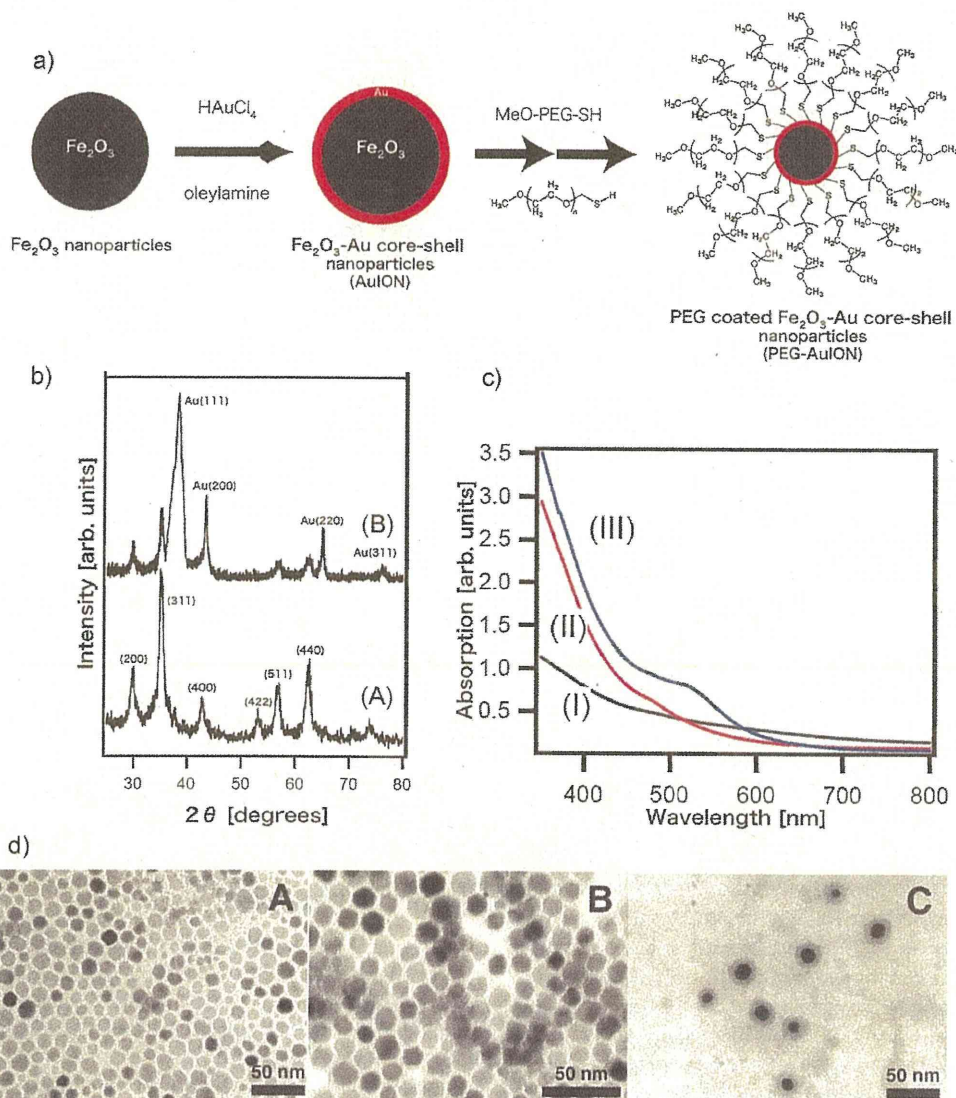 a)
HAuCl4
oleylamine
Fe2O3
Fe2O3 nanoparticles
Au
Fe2O3
Fe2O3-Au core-shell
nanoparticles
(AuION)
MeO-PEG-SH
H3C
O
H2
C
C
H2
O
n
S
H
PEG coated Fe2O3-Au core-shell
nanoparticles
(PEG-AuION)
b)
Intensity [arb. units]
Au(111)
Au(200)
Au(220)
Au(311)
(B)
(311)
(200)
(400)
(422)
(511)
(440)
(A)
30 40 50 60 70 80
2θ [degrees]
c)
Absorption [arb. units]
3.5
3.0
2.5
2.0
1.5
1.0
0.5
(III)
(II)
(I)
400 500 600 700 800
Wavelength [nm]
d)
A
50 nm
B
50 nm
C
50 nm